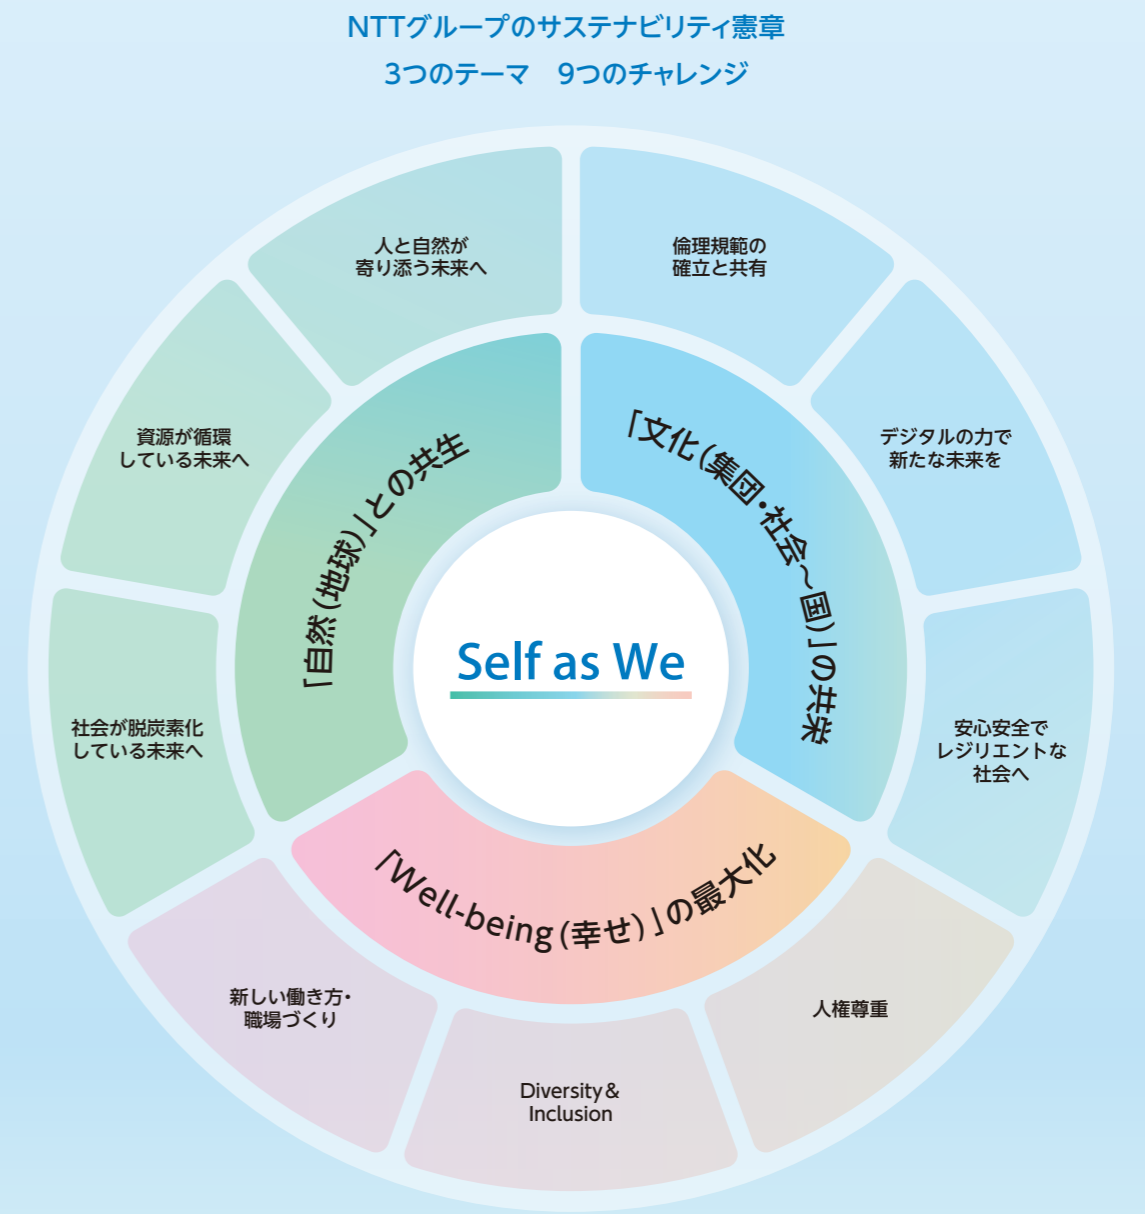 NTTグループのサステナビリティ憲章
3つのテーマ　9つのチャレンジ
人と自然が
寄り添う未来へ
倫理規範の
確立と共有
資源が循環
している未来へ
デジタルの力で
新たな未来を
「自然（地球）」との共生
「文化（集団・社会～国）」の共栄
Self as We
社会が脱炭素化
している未来へ
安心安全で
レジリエントな
社会へ
「Well-being（幸せ）」の最大化
新しい働き方・
職場づくり
人権尊重
Diversity &
Inclusion